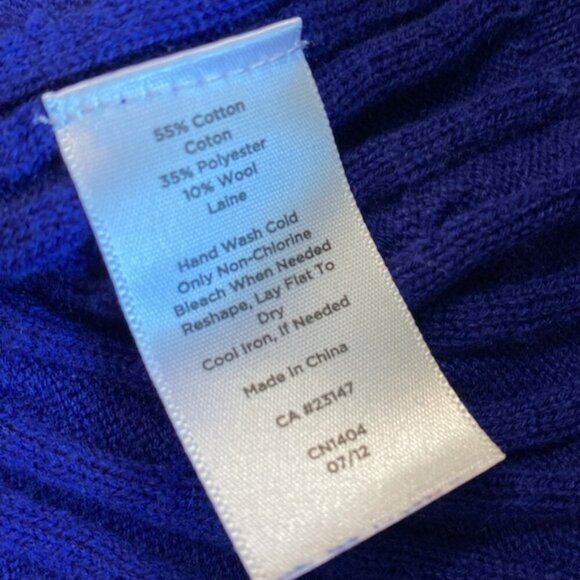 55% Cotton
Coton
35% Polyester
10% Wool
Laine
Hand Wash Cold
Only Non-Chlorine
Bleach When Needed
Reshape, Lay Flat To
Dry
Cool Iron, If Needed
Made in China
CA #23147
CN1404
07/12